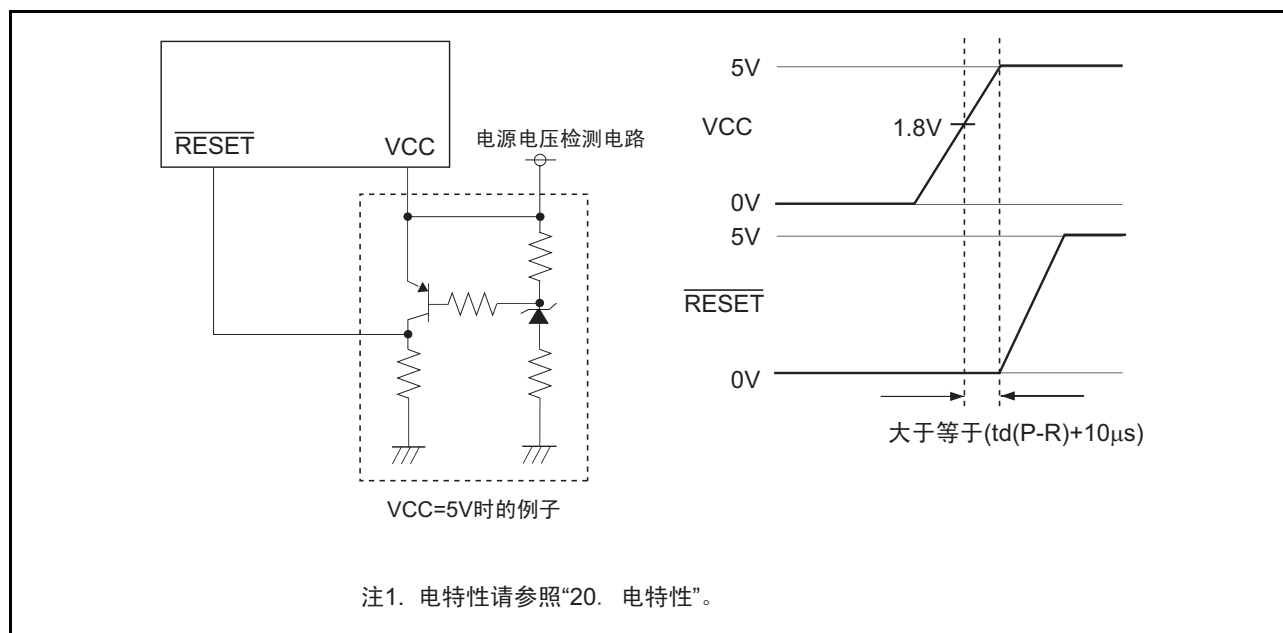 RESET VCC
电源电压检测电路
VCC=5V时的例子
5V
VCC
1.8V
0V
5V
RESET
0V
大于等于(td(P-R)+10μs)
注1. 电特性请参照“20. 电特性”。